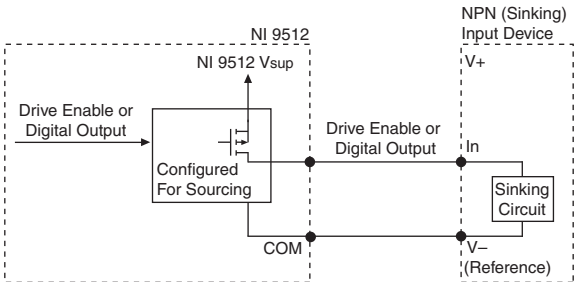 NPN (Sinking)
Input Device
NI 9512
NI 9512 Vsup
V+
Drive Enable or
Digital Output
Drive Enable or
Digital Output
In
Configured
For Sourcing
Sinking
Circuit
COM
V–
(Reference)